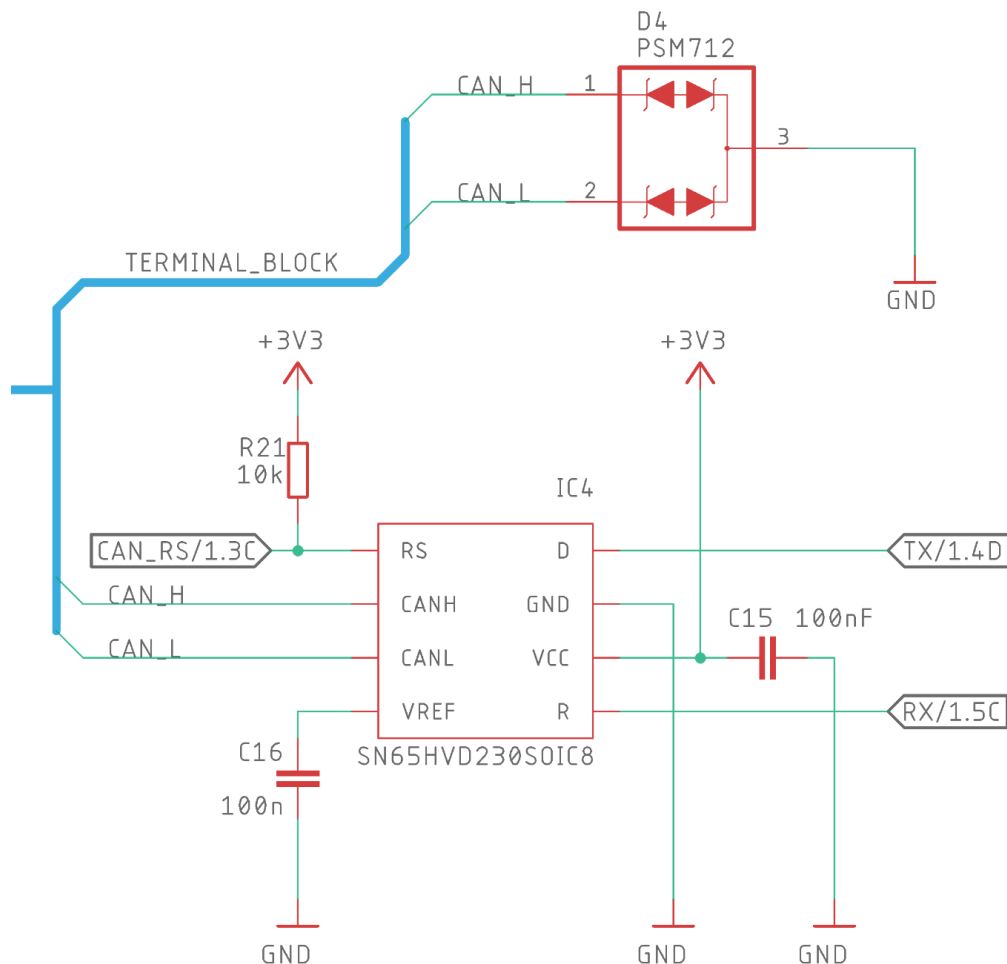 D4
PSM712
CAN_H
1
3
CAN_L
2
TERMINAL_BLOCK
GND
+3V3
+3V3
R21
10k
IC4
CAN_RS/1.3C
RS
D
TX/1.4D
CAN_H
CANH
GND
C15
100nF
CAN_L
CANL
VCC
VREF
R
RX/1.5C
C16
SN65HVD230SOIC8
100n
GND
GND
GND